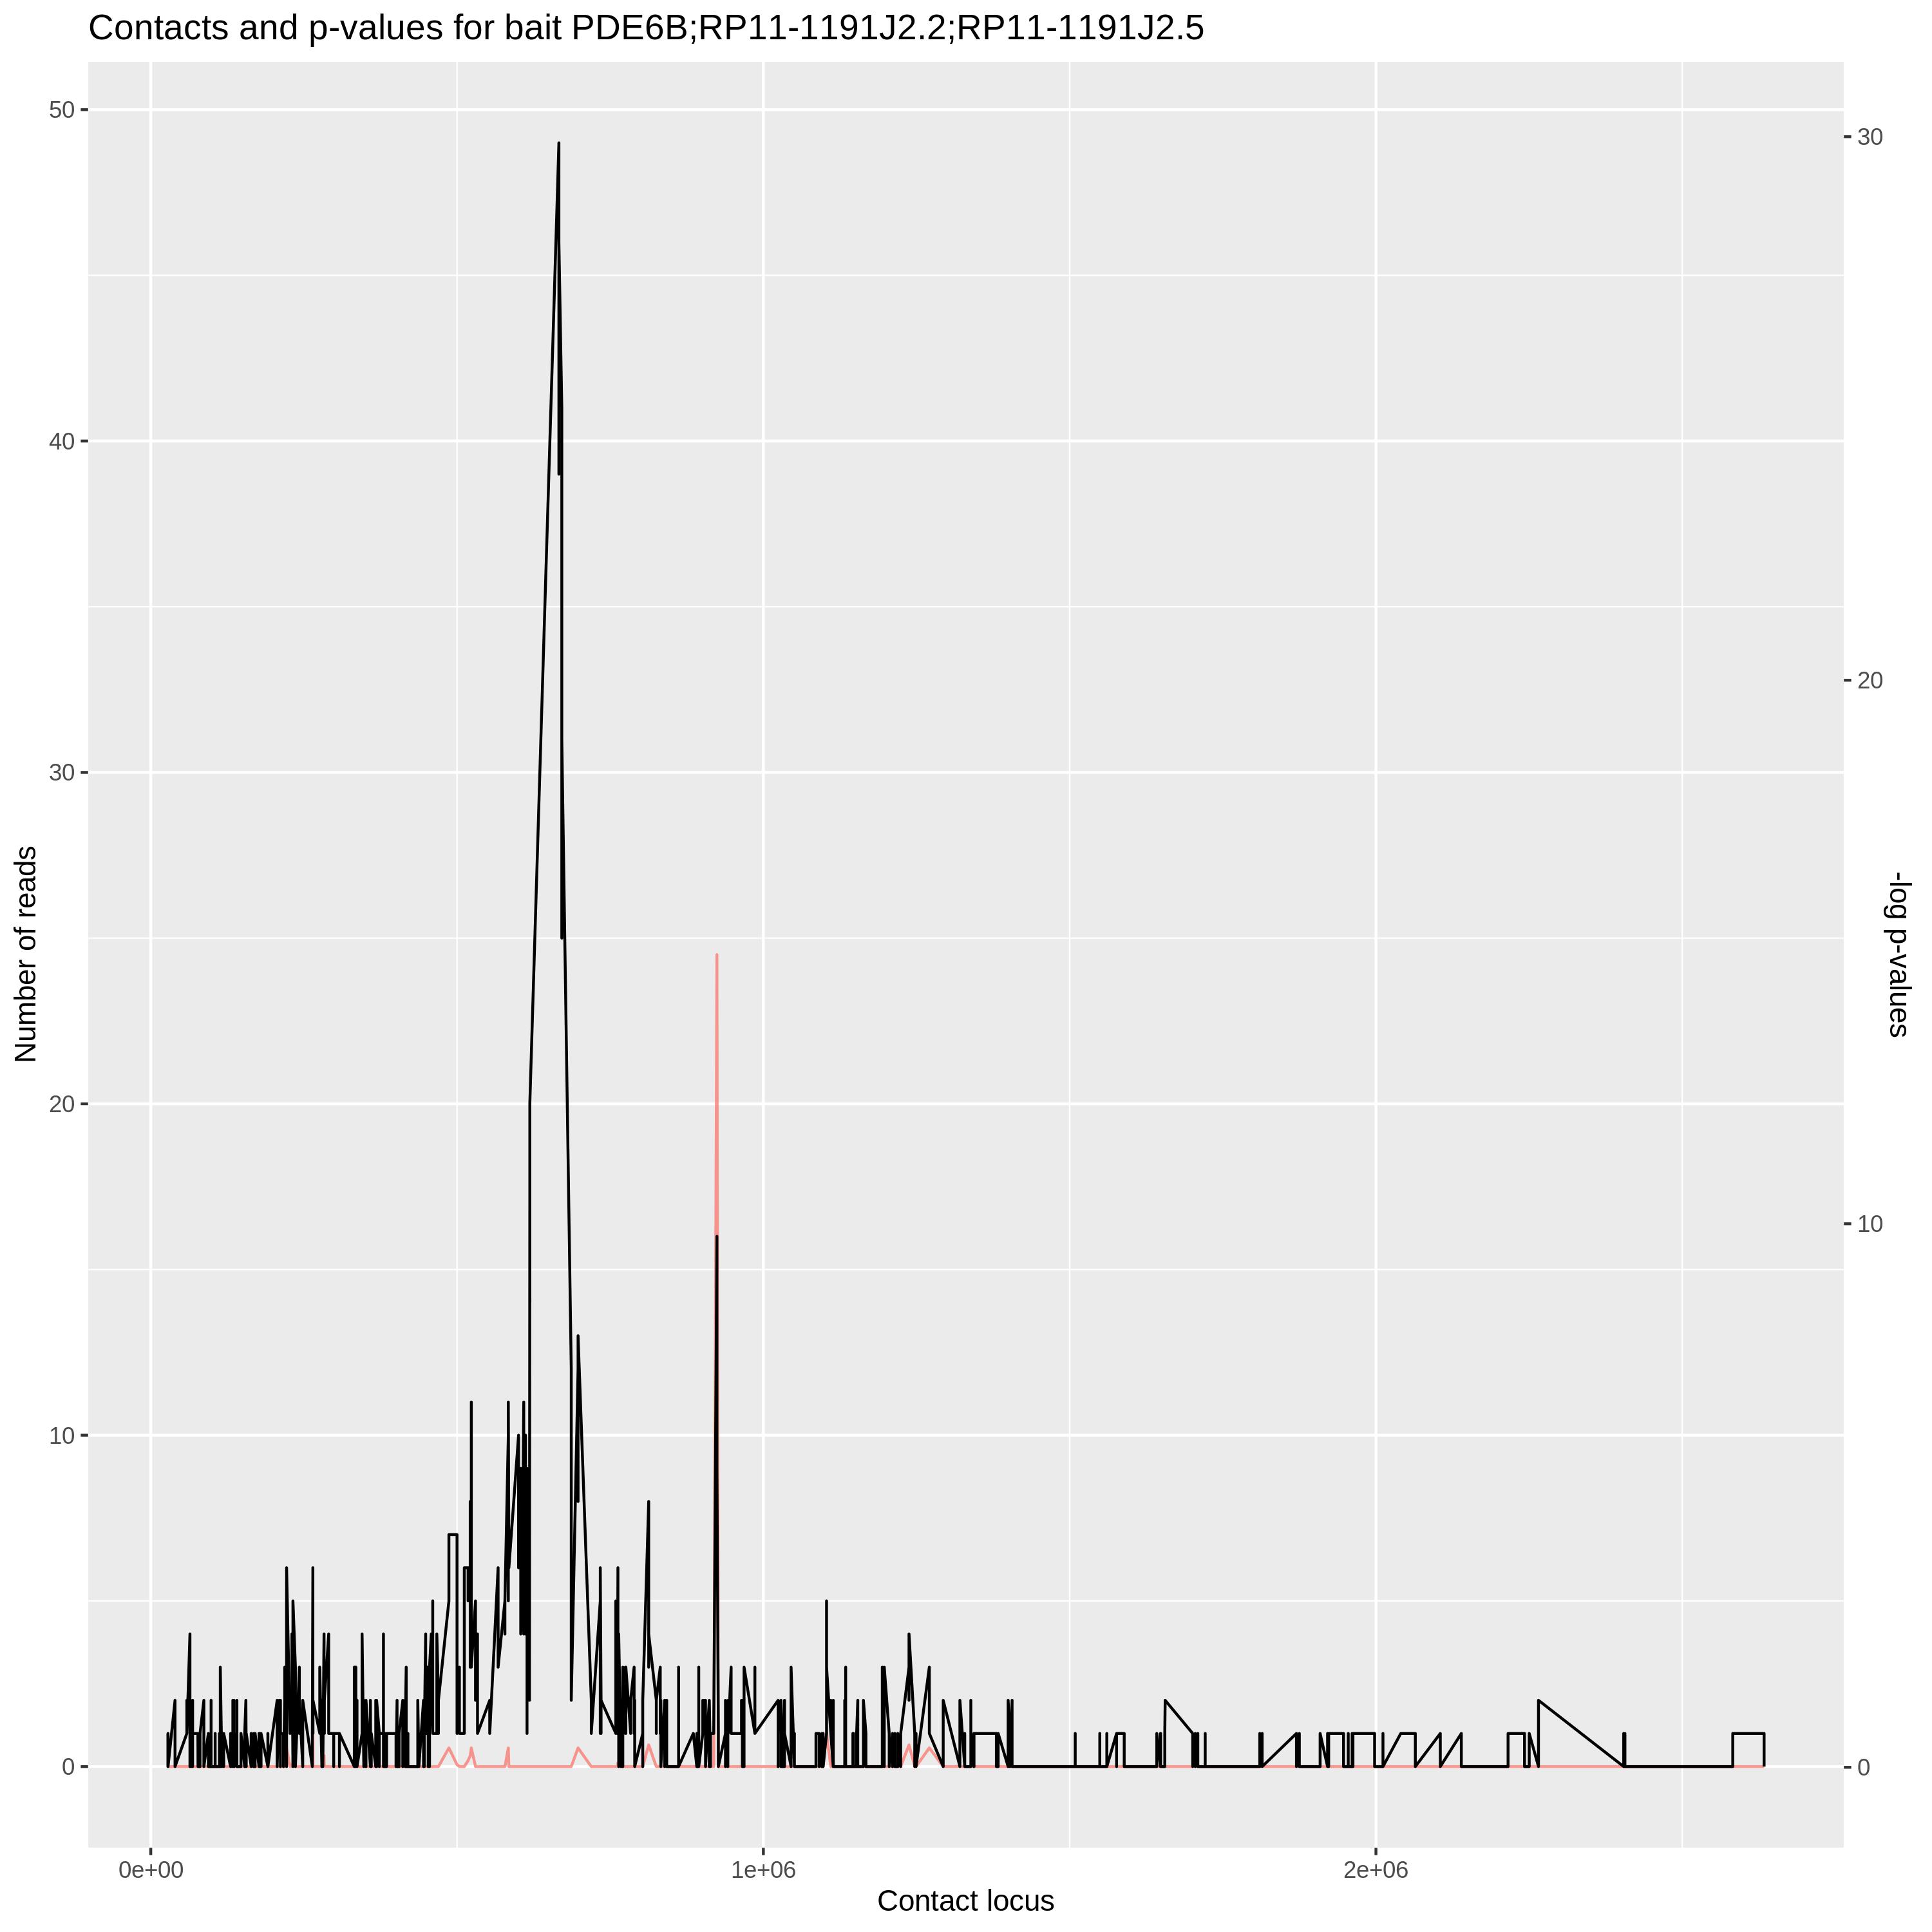 Contacts and p-values for bait PDE6B;RP11-1191J2.2;RP11-1191J2.5
50
40
30
20
10
0
Number of reads
30
20
10
0
-log p-values
0e+00
1e+06
2e+06
Contact locus